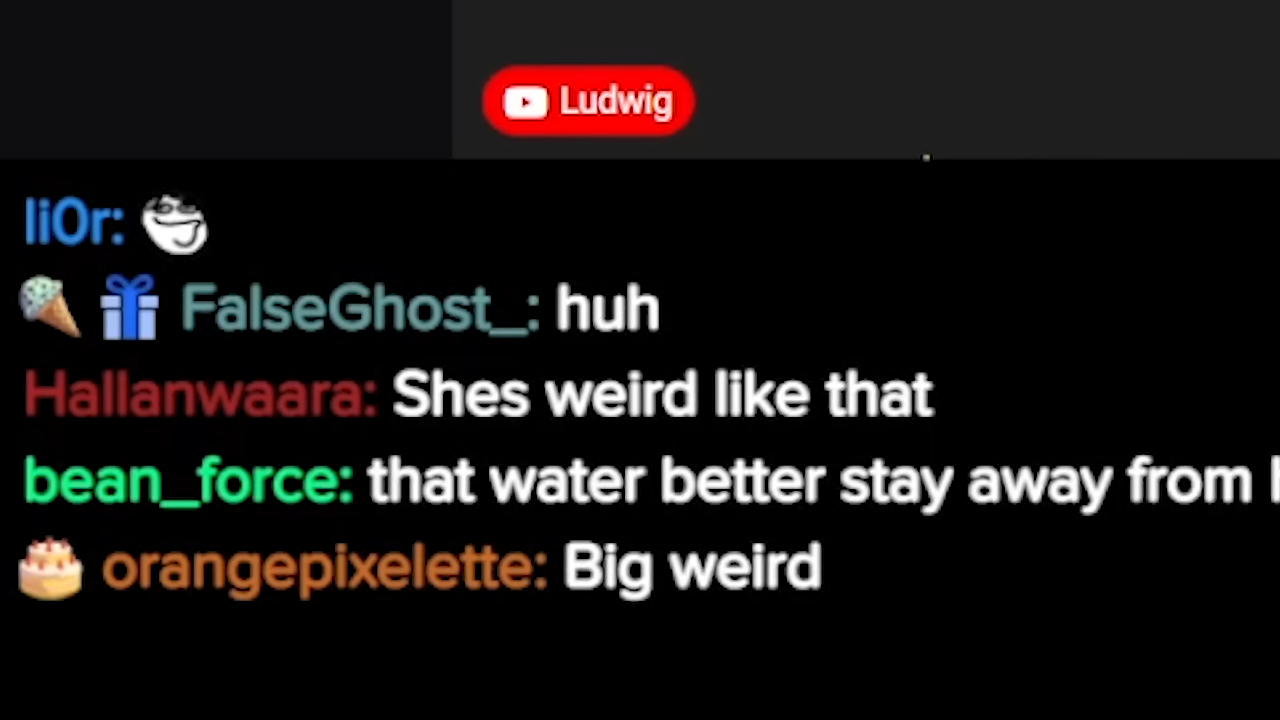 Ludwig
li0r:
FalseGhost_: huh
Hallanwaara: Shes weird like that
bean_force: that water better stay away from
orangepixelette: Big weird